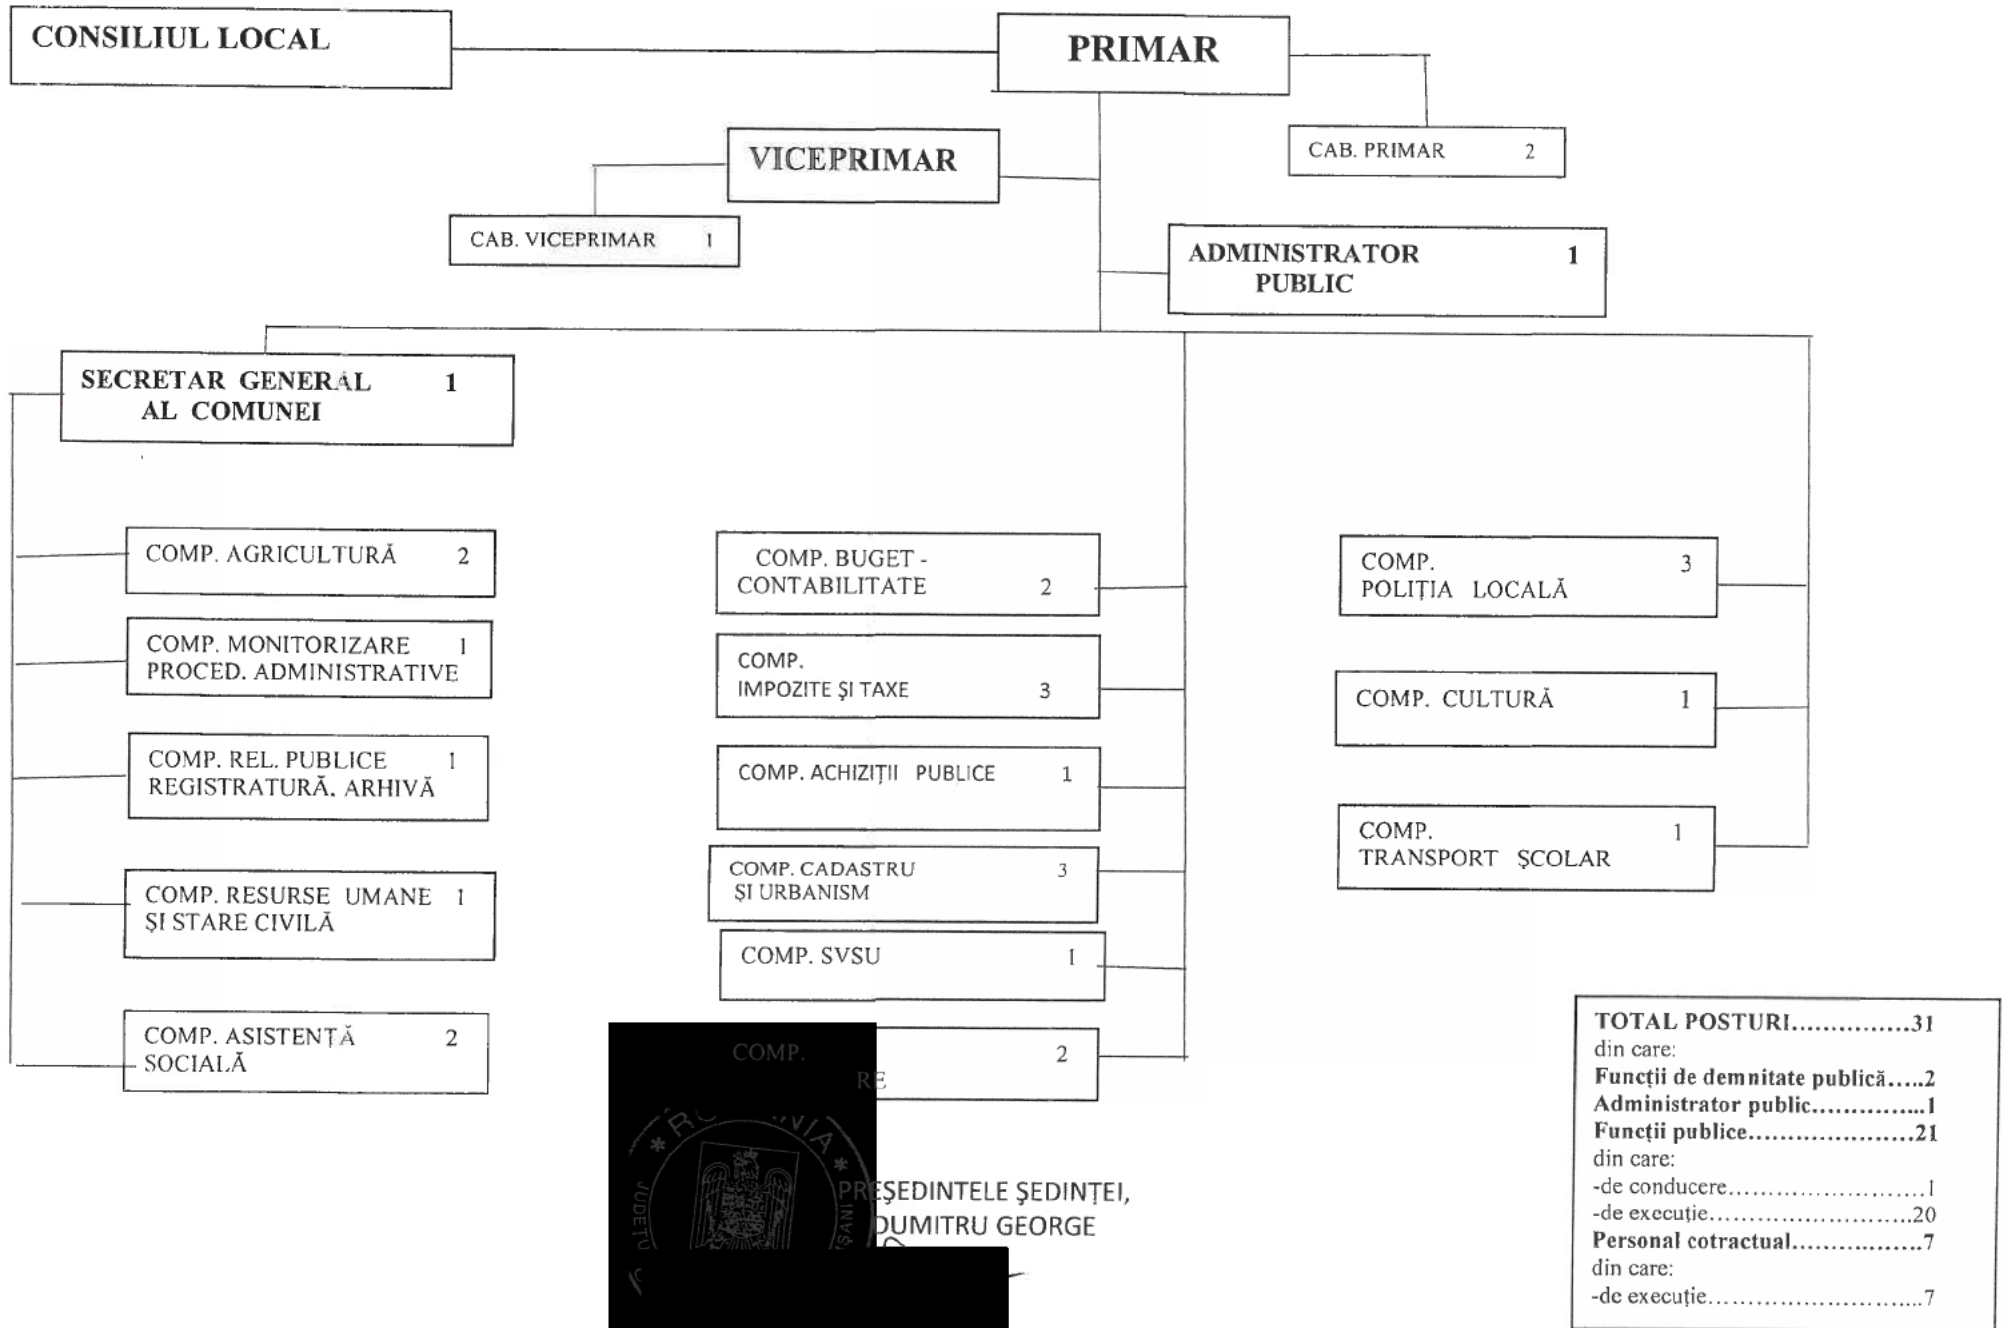 CONSILIUL LOCAL
PRIMAR
CAB. PRIMAR 2
VICEPRIMAR
CAB. VICEPRIMAR 1
ADMINISTRATOR 1
PUBLIC
SECRETAR GENERAL 1
AL COMUNEI
COMP. AGRICULTURĂ 2
COMP. MONITORIZARE 1
PROCED. ADMINISTRATIVE
COMP. REL. PUBLICE 1
REGISTRATURĂ. ARHIVĂ
COMP. RESURSE UMANE 1
ŞI STARE CIVILĂ
COMP. ASISTENȚĂ 2
SOCIALĂ
COMP. BUGET -
CONTABILITATE 2
COMP.
IMPOZITE ŞI TAXE 3
COMP. ACHIZIȚII PUBLICE 1
COMP. CADASTRU 3
ŞI URBANISM
COMP. SVSU 1
COMP. 2
RE
COMP. 3
POLIȚIA LOCALĂ
COMP. CULTURĂ 1
COMP. 1
TRANSPORT ŞCOLAR
PREŞEDINTELE ŞEDINȚEI,
DUMITRU GEORGE
TOTAL POSTURI...............31
din care:
Funcții de demnitate publică.....2
Administrator public...............1
Funcții publice......................21
din care:
-de conducere.........................1
-de execuție..........................20
Personal cotractual.................7
din care:
-de execuție...........................7